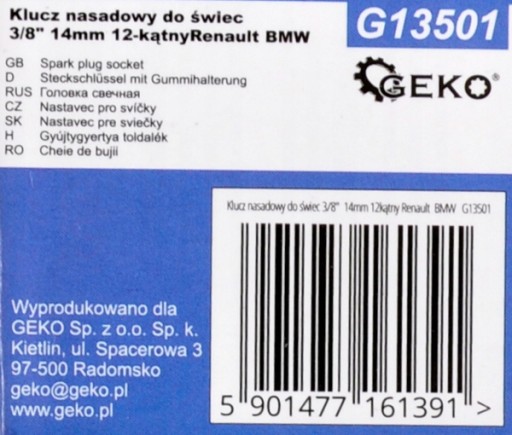 Klucz nasadowy do świec
3/8" 14mm 12-kątnyRenault BMW
G13501
GEKO®
GB Spark plug socket
D Steckschlüssel mit Gummihalterung
RUS Головка свечная
CZ Nastavec pro svíčky
SK Nastavec pre sviečky
H Gyújtygyertya toldalék
RO Cheie de bujii
Klucz nasadowy do świec 3/8" 14mm 12kątny Renault BMW G13501
Wyprodukowano dla
GEKO Sp. z o.o. Sp. k.
Kietlin, ul. Spacerowa 3
97-500 Radomsko
geko@geko.pl
www.geko.pl
5 901477 161391 >